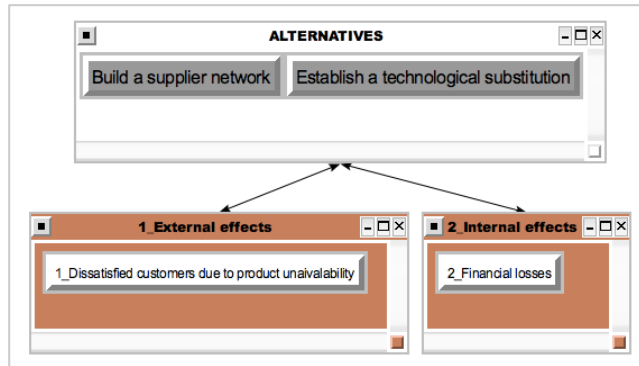 ALTERNATIVES
Build a supplier network
Establish a technological substitution
1_External effects
1_Dissatisfied customers due to product unaivalability
2_Internal effects
2_Financial losses